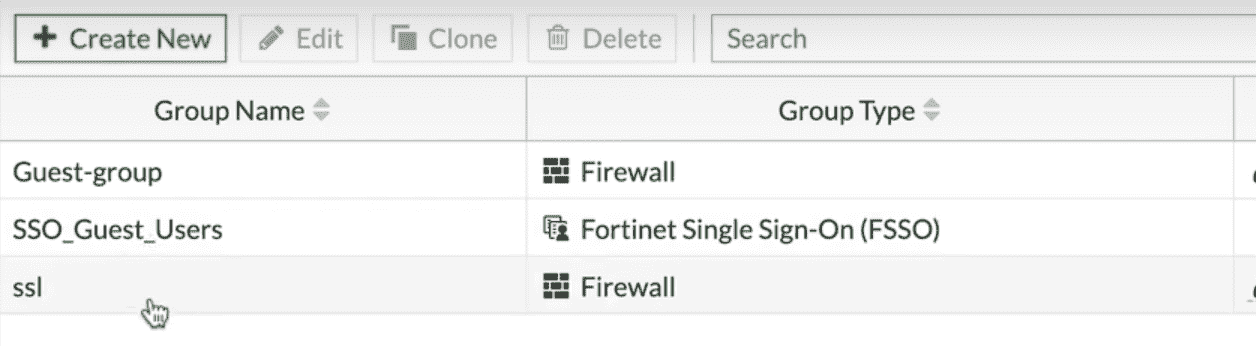 Create New Edit Clone Delete Search
Group Name Group Type
Guest-group Firewall
SSO_Guest_Users Fortinet Single Sign-On (FSSO)
ssl Firewall